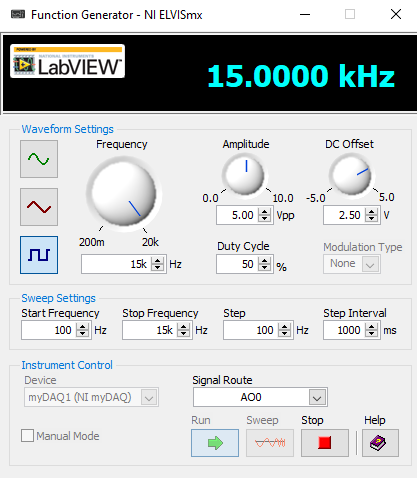 Function Generator - NI ELVISmx
POWERED BY
NATIONAL INSTRUMENTS
LabVIEW™
15.0000 kHz
Waveform Settings
Frequency
Amplitude
DC Offset
0.0 10.0
-5.0 5.0
200m 20k
5.00 Vpp
2.50 V
15k Hz
Duty Cycle
50 %
Modulation Type
None
Sweep Settings
Start Frequency Stop Frequency Step Step Interval
100 Hz 15k Hz 100 Hz 1000 ms
Instrument Control
Device
myDAQ1 (NI myDAQ)
Signal Route
AO0
Manual Mode
Run Sweep Stop Help